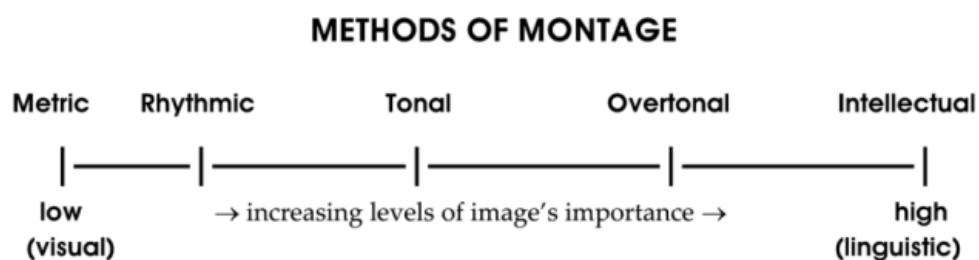 METHODS OF MONTAGE
Metric Rhythmic Tonal Overtonal Intellectual
low → increasing levels of image’s importance → high
(visual) (linguistic)